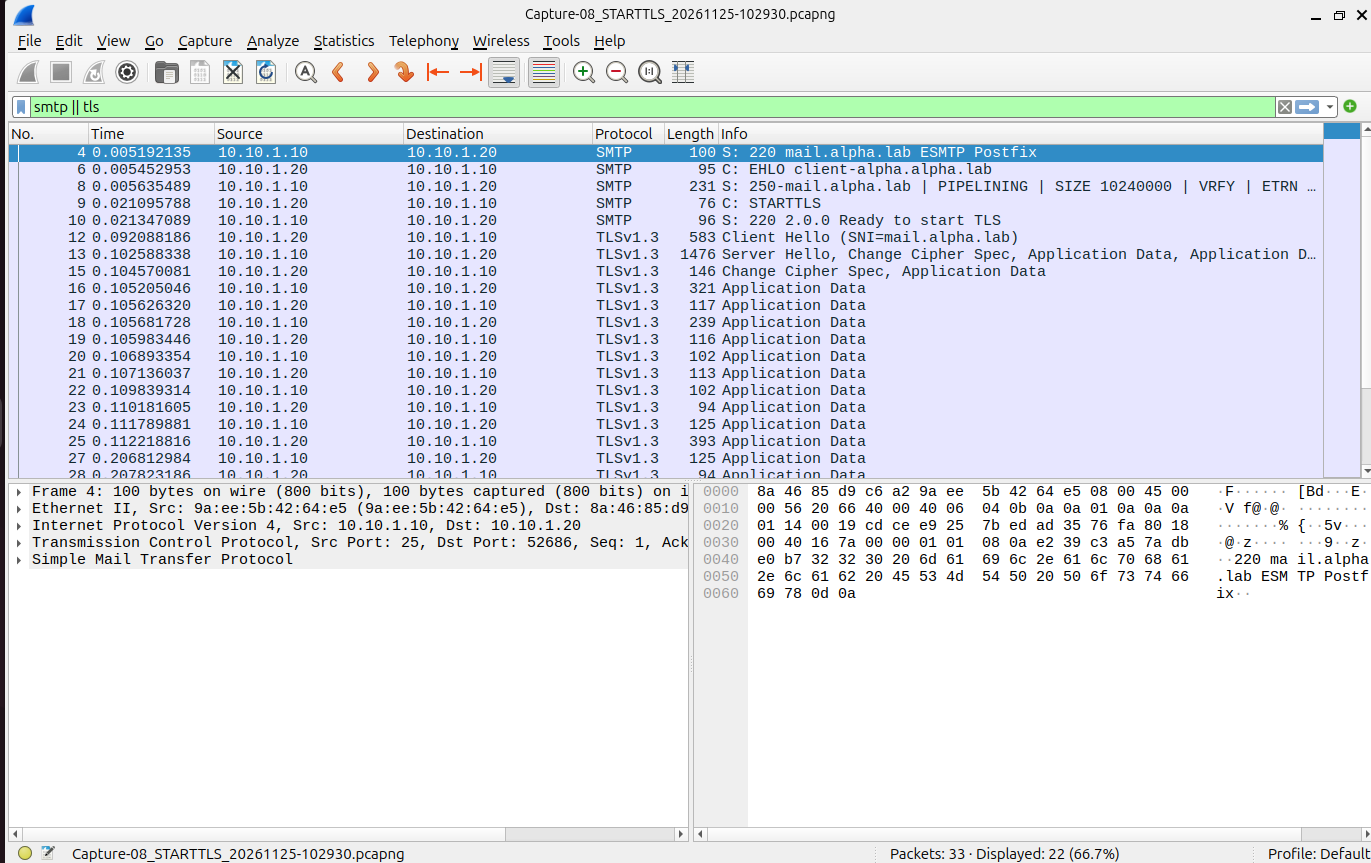 Capture-08_STARTTLS_20261125-102930.pcapng
File Edit View Go Capture Analyze Statistics Telephony Wireless Tools Help
smtp || tls
No. Time Source Destination Protocol Length Info
4 0.005192135 10.10.1.10 10.10.1.20 SMTP 100 S: 220 mail.alpha.lab ESMTP Postfix
6 0.005452953 10.10.1.20 10.10.1.10 SMTP 95 C: EHLO client-alpha.alpha.lab
8 0.005635489 10.10.1.10 10.10.1.20 SMTP 231 S: 250-mail.alpha.lab | PIPELINING | SIZE 10240000 | VRFY | ETRN …
9 0.021095788 10.10.1.20 10.10.1.10 SMTP 76 C: STARTTLS
10 0.021347089 10.10.1.10 10.10.1.20 SMTP 96 S: 220 2.0.0 Ready to start TLS
12 0.092088186 10.10.1.20 10.10.1.10 TLSv1.3 583 Client Hello (SNI=mail.alpha.lab)
13 0.102588338 10.10.1.10 10.10.1.20 TLSv1.3 1476 Server Hello, Change Cipher Spec, Application Data, Application D…
15 0.104570081 10.10.1.20 10.10.1.10 TLSv1.3 146 Change Cipher Spec, Application Data
16 0.105205046 10.10.1.10 10.10.1.20 TLSv1.3 321 Application Data
17 0.105626320 10.10.1.20 10.10.1.10 TLSv1.3 117 Application Data
18 0.105681728 10.10.1.10 10.10.1.20 TLSv1.3 239 Application Data
19 0.105983446 10.10.1.20 10.10.1.10 TLSv1.3 116 Application Data
20 0.106893354 10.10.1.10 10.10.1.20 TLSv1.3 102 Application Data
21 0.107136037 10.10.1.20 10.10.1.10 TLSv1.3 113 Application Data
22 0.109839314 10.10.1.10 10.10.1.20 TLSv1.3 102 Application Data
23 0.110181605 10.10.1.20 10.10.1.10 TLSv1.3 94 Application Data
24 0.111789881 10.10.1.10 10.10.1.20 TLSv1.3 125 Application Data
25 0.112218816 10.10.1.20 10.10.1.10 TLSv1.3 393 Application Data
27 0.206812984 10.10.1.10 10.10.1.20 TLSv1.3 125 Application Data
28 0.207823186 10.10.1.20 10.10.1.10 TLSv1.3 94 Application Data
Frame 4: 100 bytes on wire (800 bits), 100 bytes captured (800 bits) on i
Ethernet II, Src: 9a:ee:5b:42:64:e5 (9a:ee:5b:42:64:e5), Dst: 8a:46:85:d9
Internet Protocol Version 4, Src: 10.10.1.10, Dst: 10.10.1.20
Transmission Control Protocol, Src Port: 25, Dst Port: 52686, Seq: 1, Ack
Simple Mail Transfer Protocol
0000 8a 46 85 d9 c6 a2 9a ee 5b 42 64 e5 08 00 45 00 ·F······ [Bd···E·
0010 00 56 20 66 40 00 40 06 04 0b 0a 0a 01 0a 0a 0a ·V f@·@· ········
0020 01 14 00 19 cd ce e9 25 7b ed ad 35 76 fa 80 18 ·······% {··5v···
0030 00 40 16 7a 00 00 01 01 08 0a e2 39 c3 a5 7a db ·@·z···· ···9··z·
0040 e0 b7 32 32 30 20 6d 61 69 6c 2e 61 6c 70 68 61 ··220 ma il.alpha
0050 2e 6c 61 62 20 45 53 4d 54 50 20 50 6f 73 74 66 .lab ESM TP Postf
0060 69 78 0d 0a ix··
Capture-08_STARTTLS_20261125-102930.pcapng Packets: 33 · Displayed: 22 (66.7%) Profile: Default